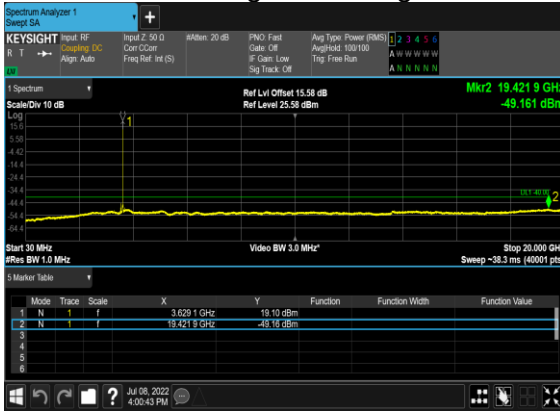 Spectrum Analyzer 1
Swept SA
+
KEYSIGHT Input: RF Input Z: 50 Ω #Atten: 20 dB PNO: Fast Avg Type: Power (RMS) 1 2 3 4 5 6
R T Coupling: DC Corr CCorr Gate: Off Avg|Hold: 100/100 A W W W W W
Align: Auto Freq Ref: Int (S) IF Gain: Low Trig: Free Run
LV Sig Track: Off A N N N N N
1 Spectrum Ref Lvl Offset 15.58 dB Mkr2 19.421 9 GHz
Scale/Div 10 dB Ref Level 25.58 dBm -49.161 dBm
Log 1
15.6
5.58
-4.42
-14.4
-24.4
-34.4
DL1 -40.00
-44.4 2
-54.4
-64.4
Start 30 MHz Video BW 3.0 MHz* Stop 20.000 GH
#Res BW 1.0 MHz Sweep ~38.3 ms (40001 pts
5 Marker Table
Mode Trace Scale X Y Function Function Width Function Value
1 N 1 f 3.629 1 GHz 19.10 dBm
2 N 1 f 19.421 9 GHz -49.16 dBm
3
4
5
6
? Jul 08, 2022
4:00:43 PM